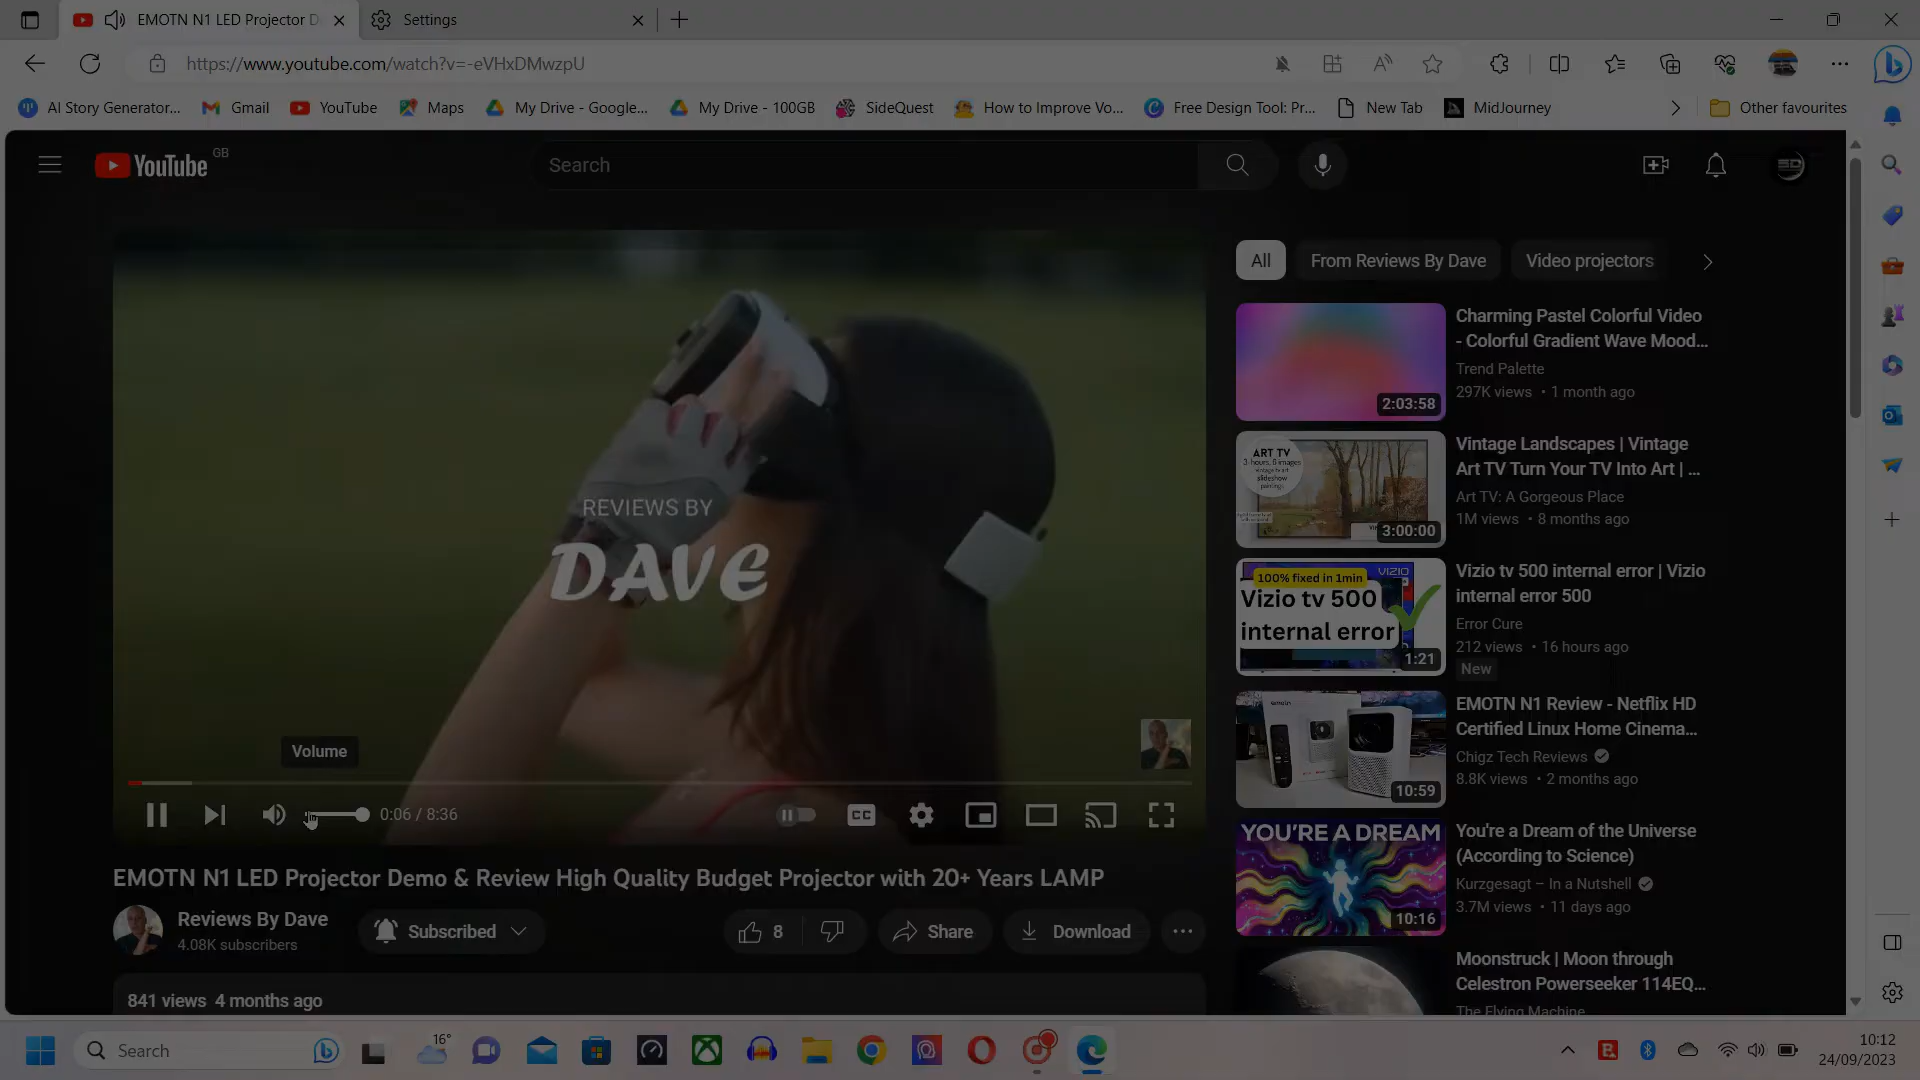 EMOTN N1 LED Projector D
Settings
https://www.youtube.com/watch?v=-eVHxDMwzpU
AI Story Generator...
Gmail
YouTube
Maps
My Drive - Google...
My Drive - 100GB
SideQuest
How to Improve Vo...
Free Design Tool: Pr...
New Tab
MidJourney
Other favourites
YouTube GB
Search
All
From Reviews By Dave
Video projectors
Charming Pastel Colorful Video
- Colorful Gradient Wave Mood...
Trend Palette
297K views • 1 month ago
2:03:58
ART TV
3-hours, 6 images
Vintage Landscapes | Vintage
Art TV Turn Your TV Into Art | ...
Art TV: A Gorgeous Place
1M views • 8 months ago
3:00:00
100% fixed in 1min
VIZIO
Vizio tv 500
internal error
1:21
Vizio tv 500 internal error | Vizio
internal error 500
Error Cure
212 views • 16 hours ago
New
EMOTN N1 Review - Netflix HD
Certified Linux Home Cinema...
Chigz Tech Reviews
8.8K views • 2 months ago
10:59
YOU'RE A DREAM
10:16
You're a Dream of the Universe
(According to Science)
Kurzgesagt – In a Nutshell
3.7M views • 11 days ago
Moonstruck | Moon through
Celestron Powerseeker 114EQ...
The Flying Machine
REVIEWS BY
DAVE
Volume
0:06 / 8:36
CC
EMOTN N1 LED Projector Demo & Review High Quality Budget Projector with 20+ Years LAMP
Reviews By Dave
4.08K subscribers
Subscribed
8
Share
Download
841 views 4 months ago
Search
16°
10:12
24/09/2023